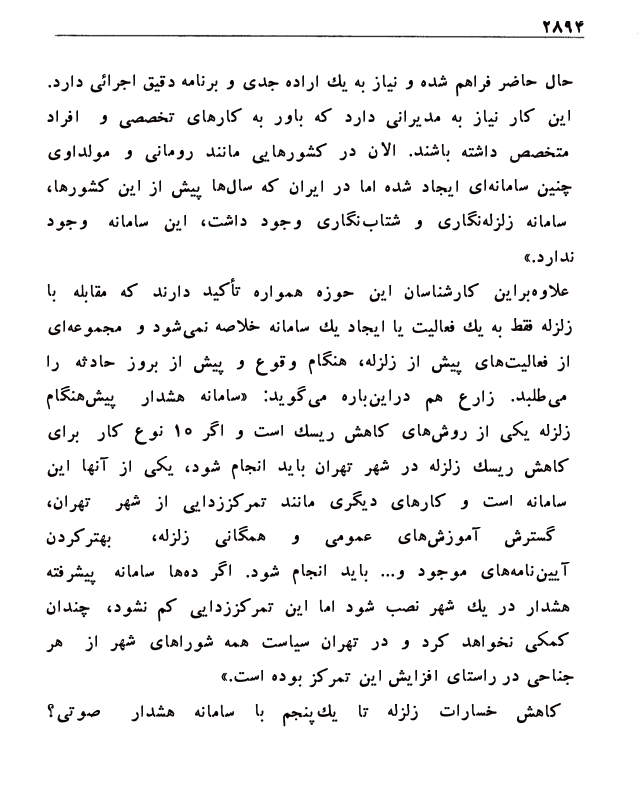 ۲۸۹۴
حال حاضر فراهم شده و نیاز به یك اراده جدی و برنامه دقیق اجرائی دارد.
این کار نیاز به مدیرانی دارد که باور به کارهای تخصصی و افراد
متخصص داشته باشند. الان در کشورهایی مانند رومانی و مولداوی
چنین سامانه‌ای ایجاد شده اما در ایران که سال‌ها پیش از این کشورها،
سامانه زلزله‌نگاری و شتاب‌نگاری وجود داشت، این سامانه وجود
ندارد.»
علاوه‌براین کارشناسان این حوزه همواره تأکید دارند که مقابله با
زلزله فقط به یك فعالیت یا ایجاد یك سامانه خلاصه نمی‌شود و مجموعه‌ای
از فعالیت‌های پیش از زلزله، هنگام وقوع و پیش از بروز حادثه را
می‌طلبد. زارع هم دراین‌باره می‌گوید: «سامانه هشدار پیش‌هنگام
زلزله یکی از روش‌های کاهش ریسك است و اگر ۱۵ نوع کار برای
کاهش ریسك زلزله در شهر تهران باید انجام شود، یکی از آنها این
سامانه است و کارهای دیگری مانند تمرکززدایی از شهر تهران،
گسترش آموزش‌های عمومی و همگانی زلزله، بهترکردن
آیین‌نامه‌های موجود و... باید انجام شود. اگر ده‌ها سامانه پیشرفته
هشدار در یك شهر نصب شود اما این تمرکززدایی کم نشود، چندان
کمکی نخواهد کرد و در تهران سیاست همه شوراهای شهر از هر
جناحی در راستای افزایش این تمرکز بوده است.»
کاهش خسارات زلزله تا یك‌پنجم با سامانه هشدار صوتی؟